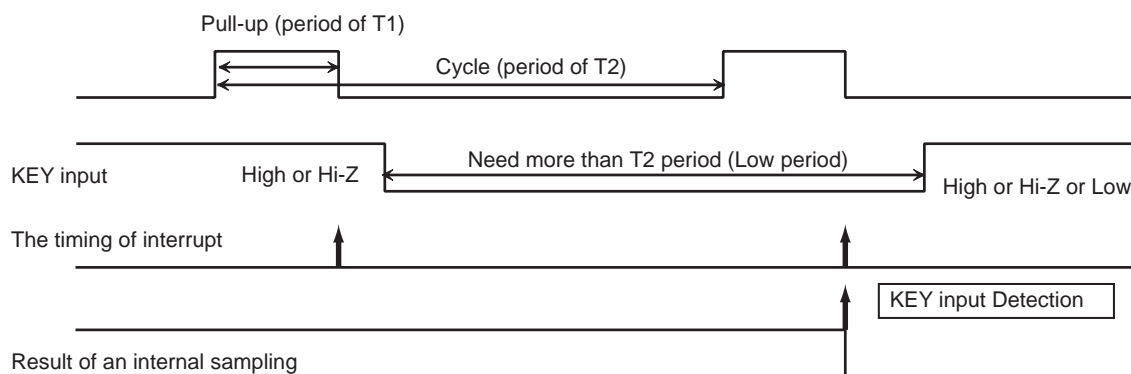 Pull-up (period of T1)
Cycle (period of T2)
Need more than T2 period (Low period)
KEY input
High or Hi-Z
High or Hi-Z or Low
The timing of interrupt
KEY input Detection
Result of an internal sampling